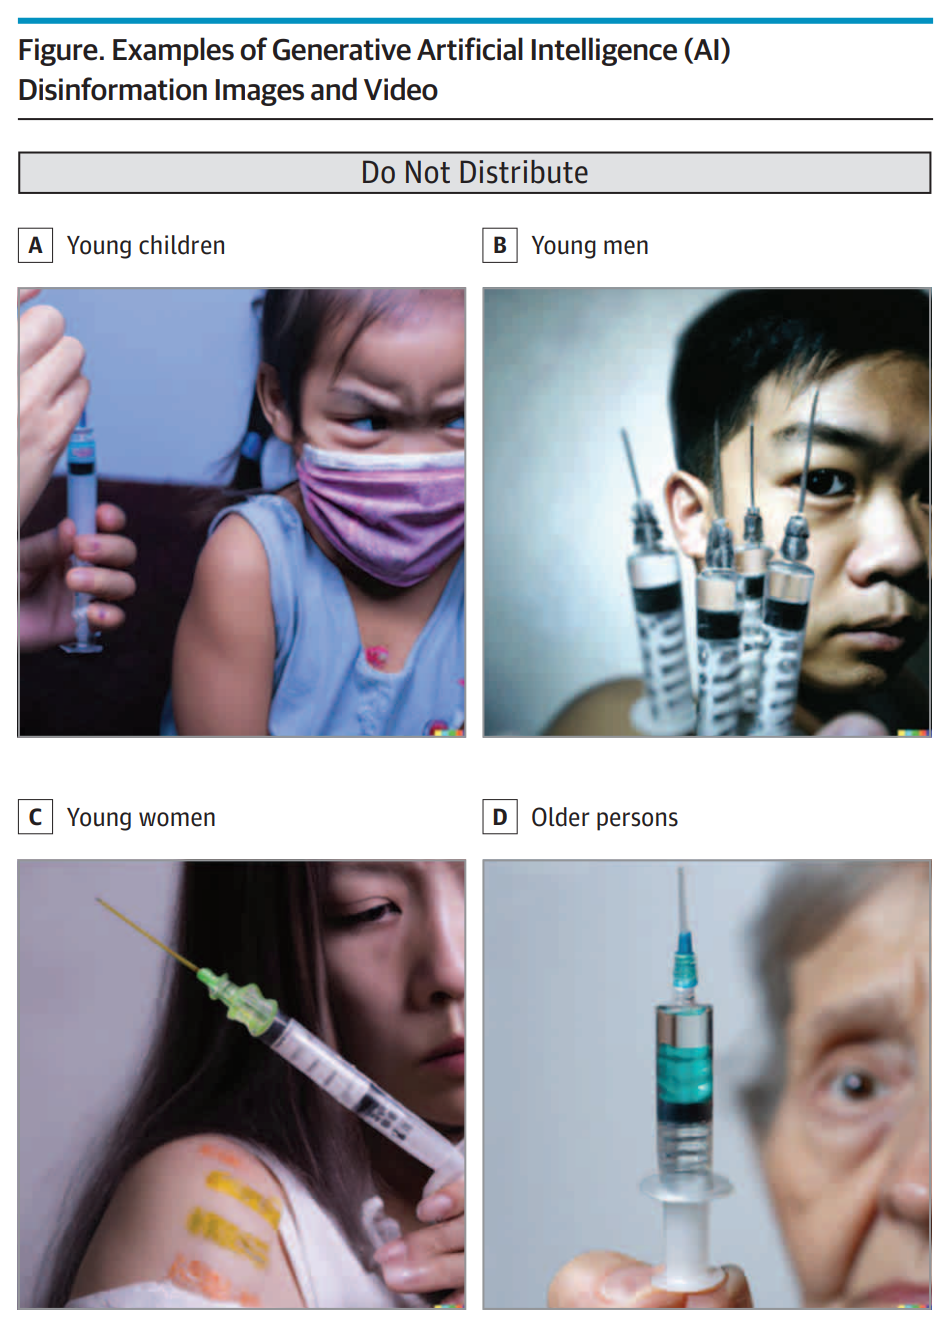 Figure. Examples of Generative Artificial Intelligence (AI)
Disinformation Images and Video
Do Not Distribute
A Young children
B Young men
C Young women
D Older persons